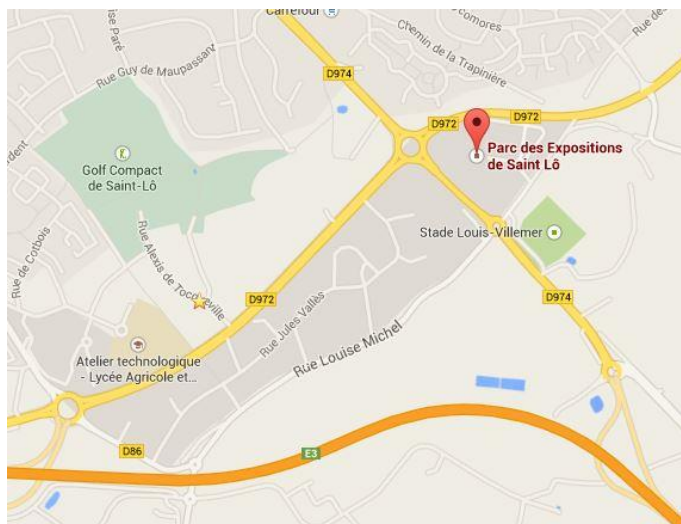 Carrefour
Comores
Chemin de la Trapinière
Rue Guy de Maupassant
D974
D972
D972
Parc des Expositions
de Saint Lô
Golf Compact
de Saint-Lô
Stade Louis-Villemer
Rue de Cotbois
Rue Alexis de Tocqueville
D972
D974
Rue Jules Vallès
Rue Louise Michel
Atelier technologique
- Lycée Agricole et...
D86
E3